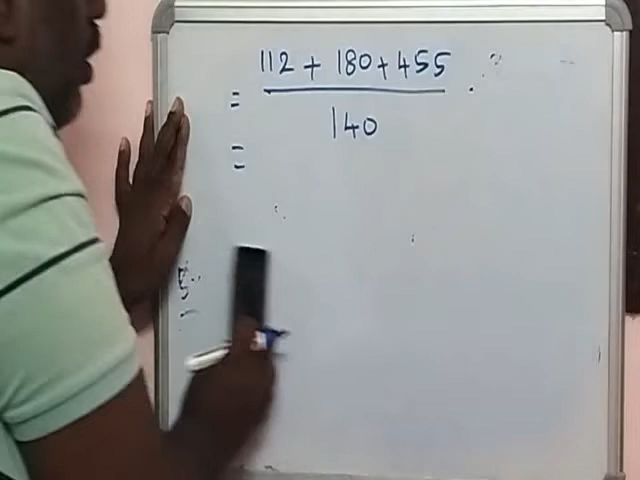 112 + 180 + 455
=
140
=